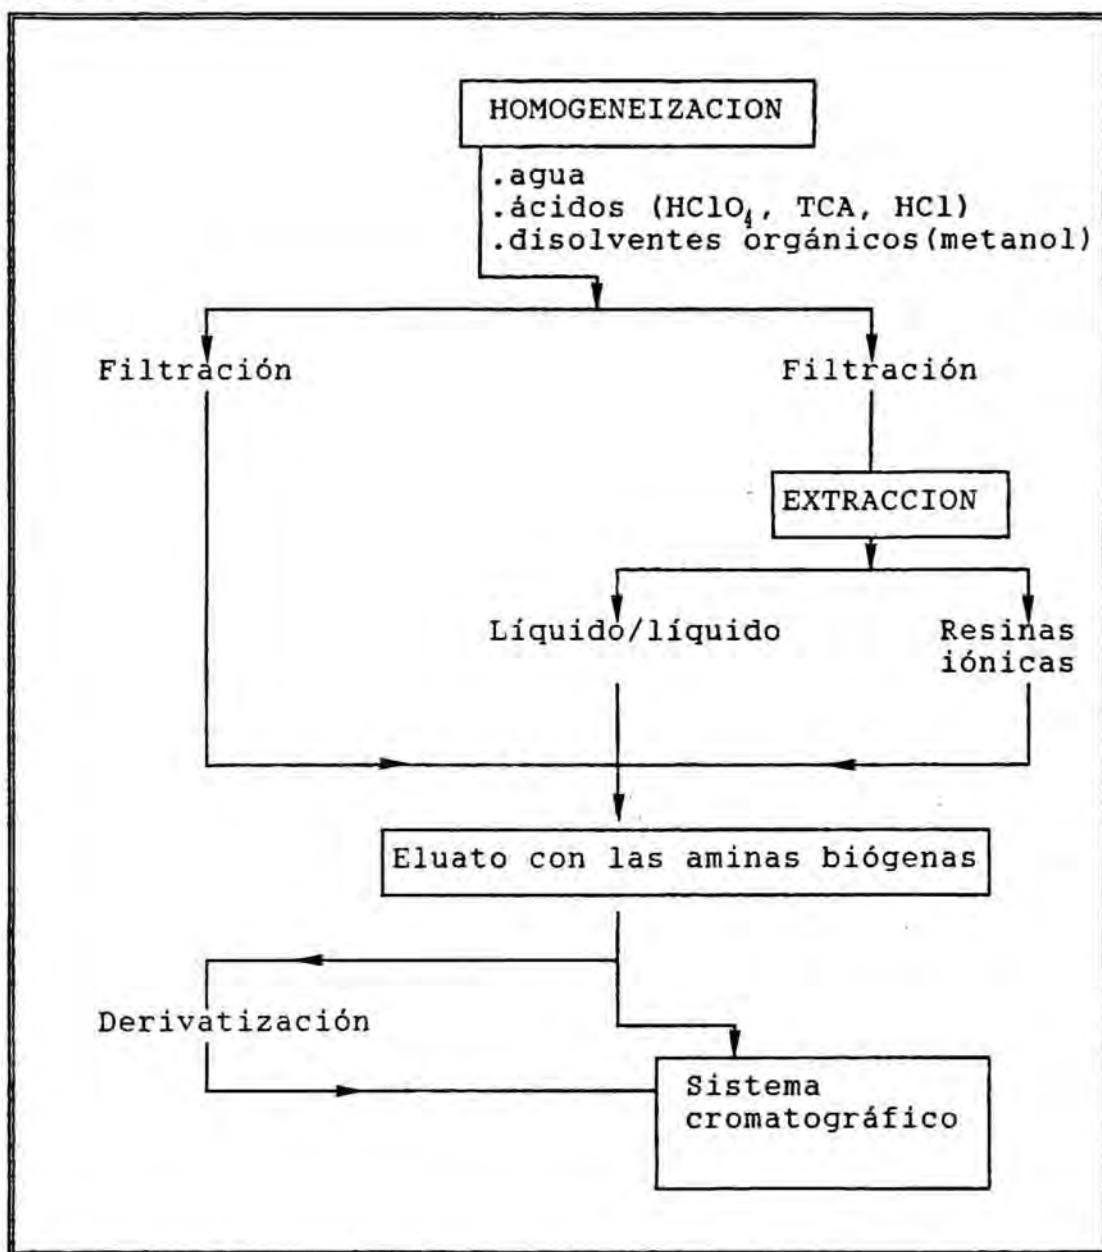 HOMOGENEIZACION
.agua
.ácidos (HClO₄, TCA, HCl)
.disolventes orgánicos(metanol)
Filtración
Filtración
EXTRACCION
Líquido/líquido
Resinas
iónicas
Eluato con las aminas biógenas
Derivatización
Sistema
cromatográfico